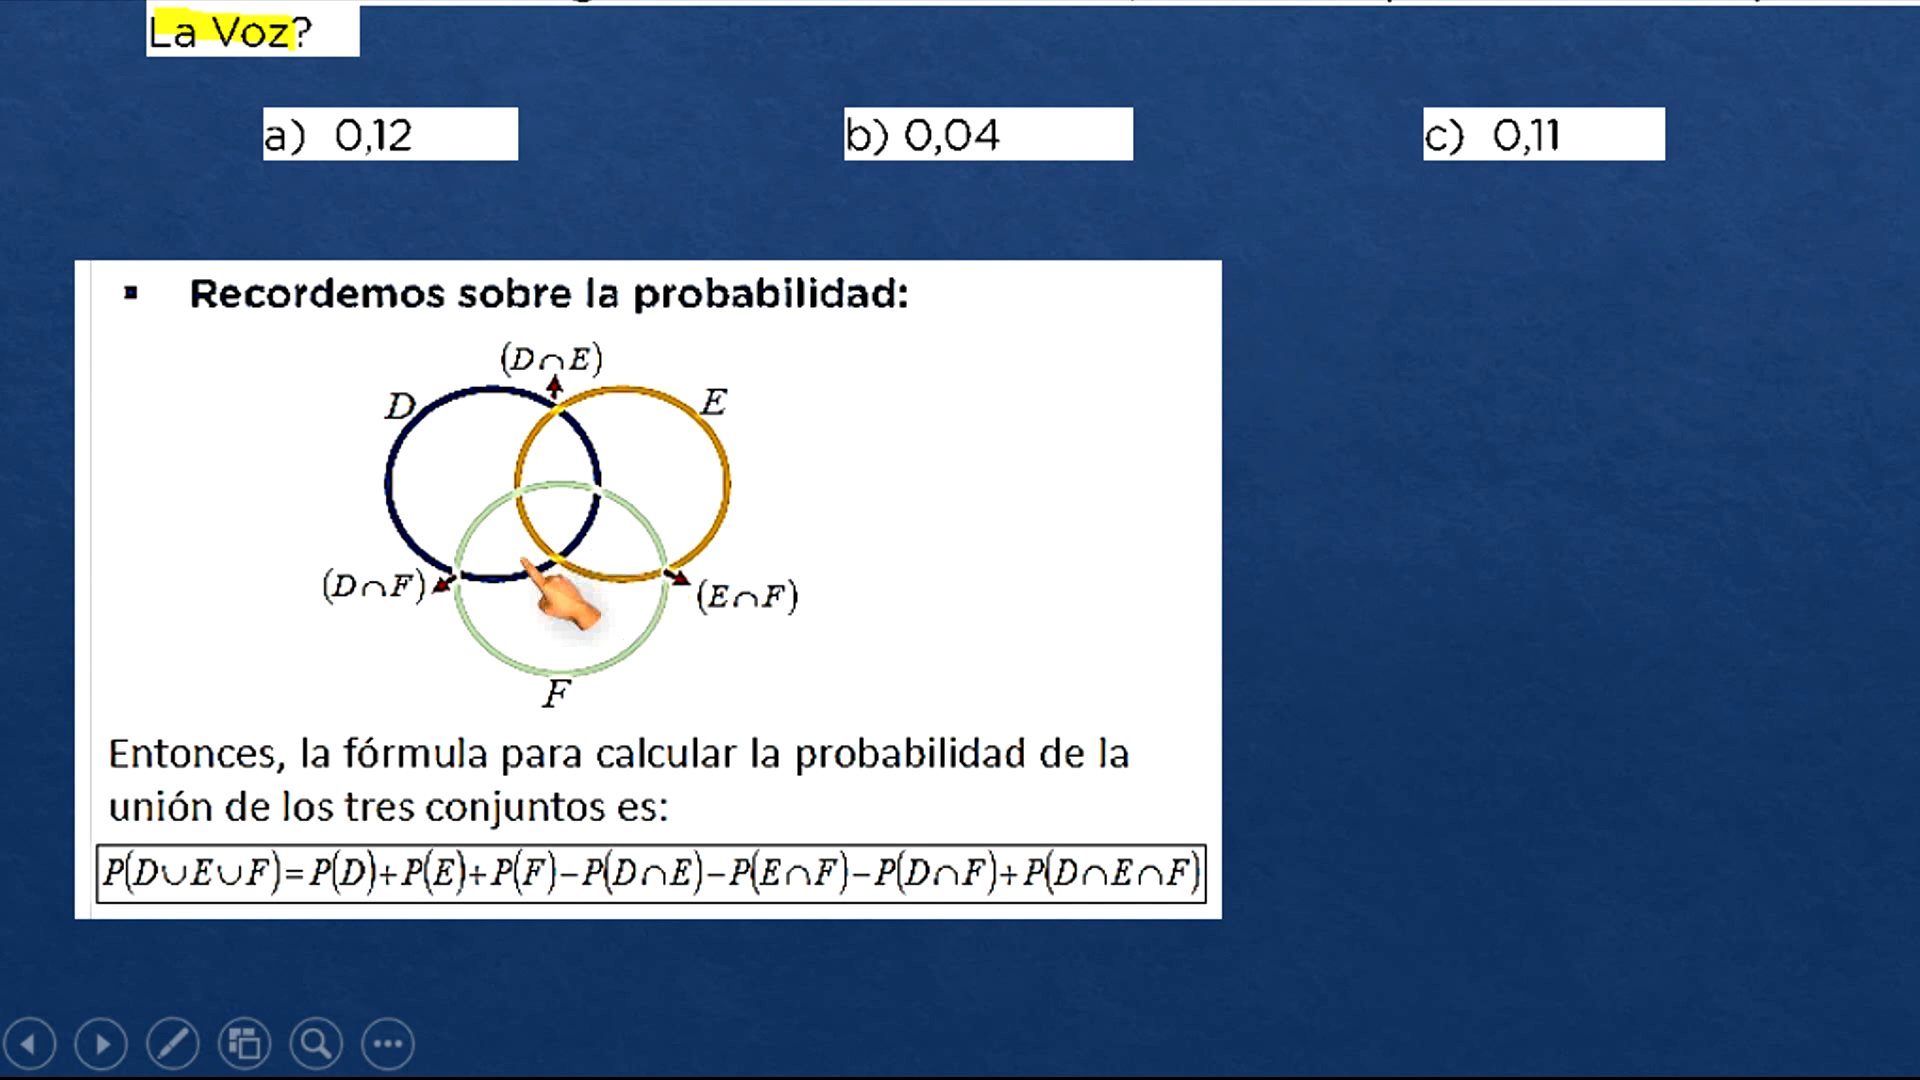 La Voz?
a) 0,12
b) 0,04
c) 0,11
▪ Recordemos sobre la probabilidad:
(D∩E)
D
E
(D∩F)
(E∩F)
F
Entonces, la fórmula para calcular la probabilidad de la
unión de los tres conjuntos es:
P(D∪E∪F)=P(D)+P(E)+P(F)−P(D∩E)−P(E∩F)−P(D∩F)+P(D∩E∩F)